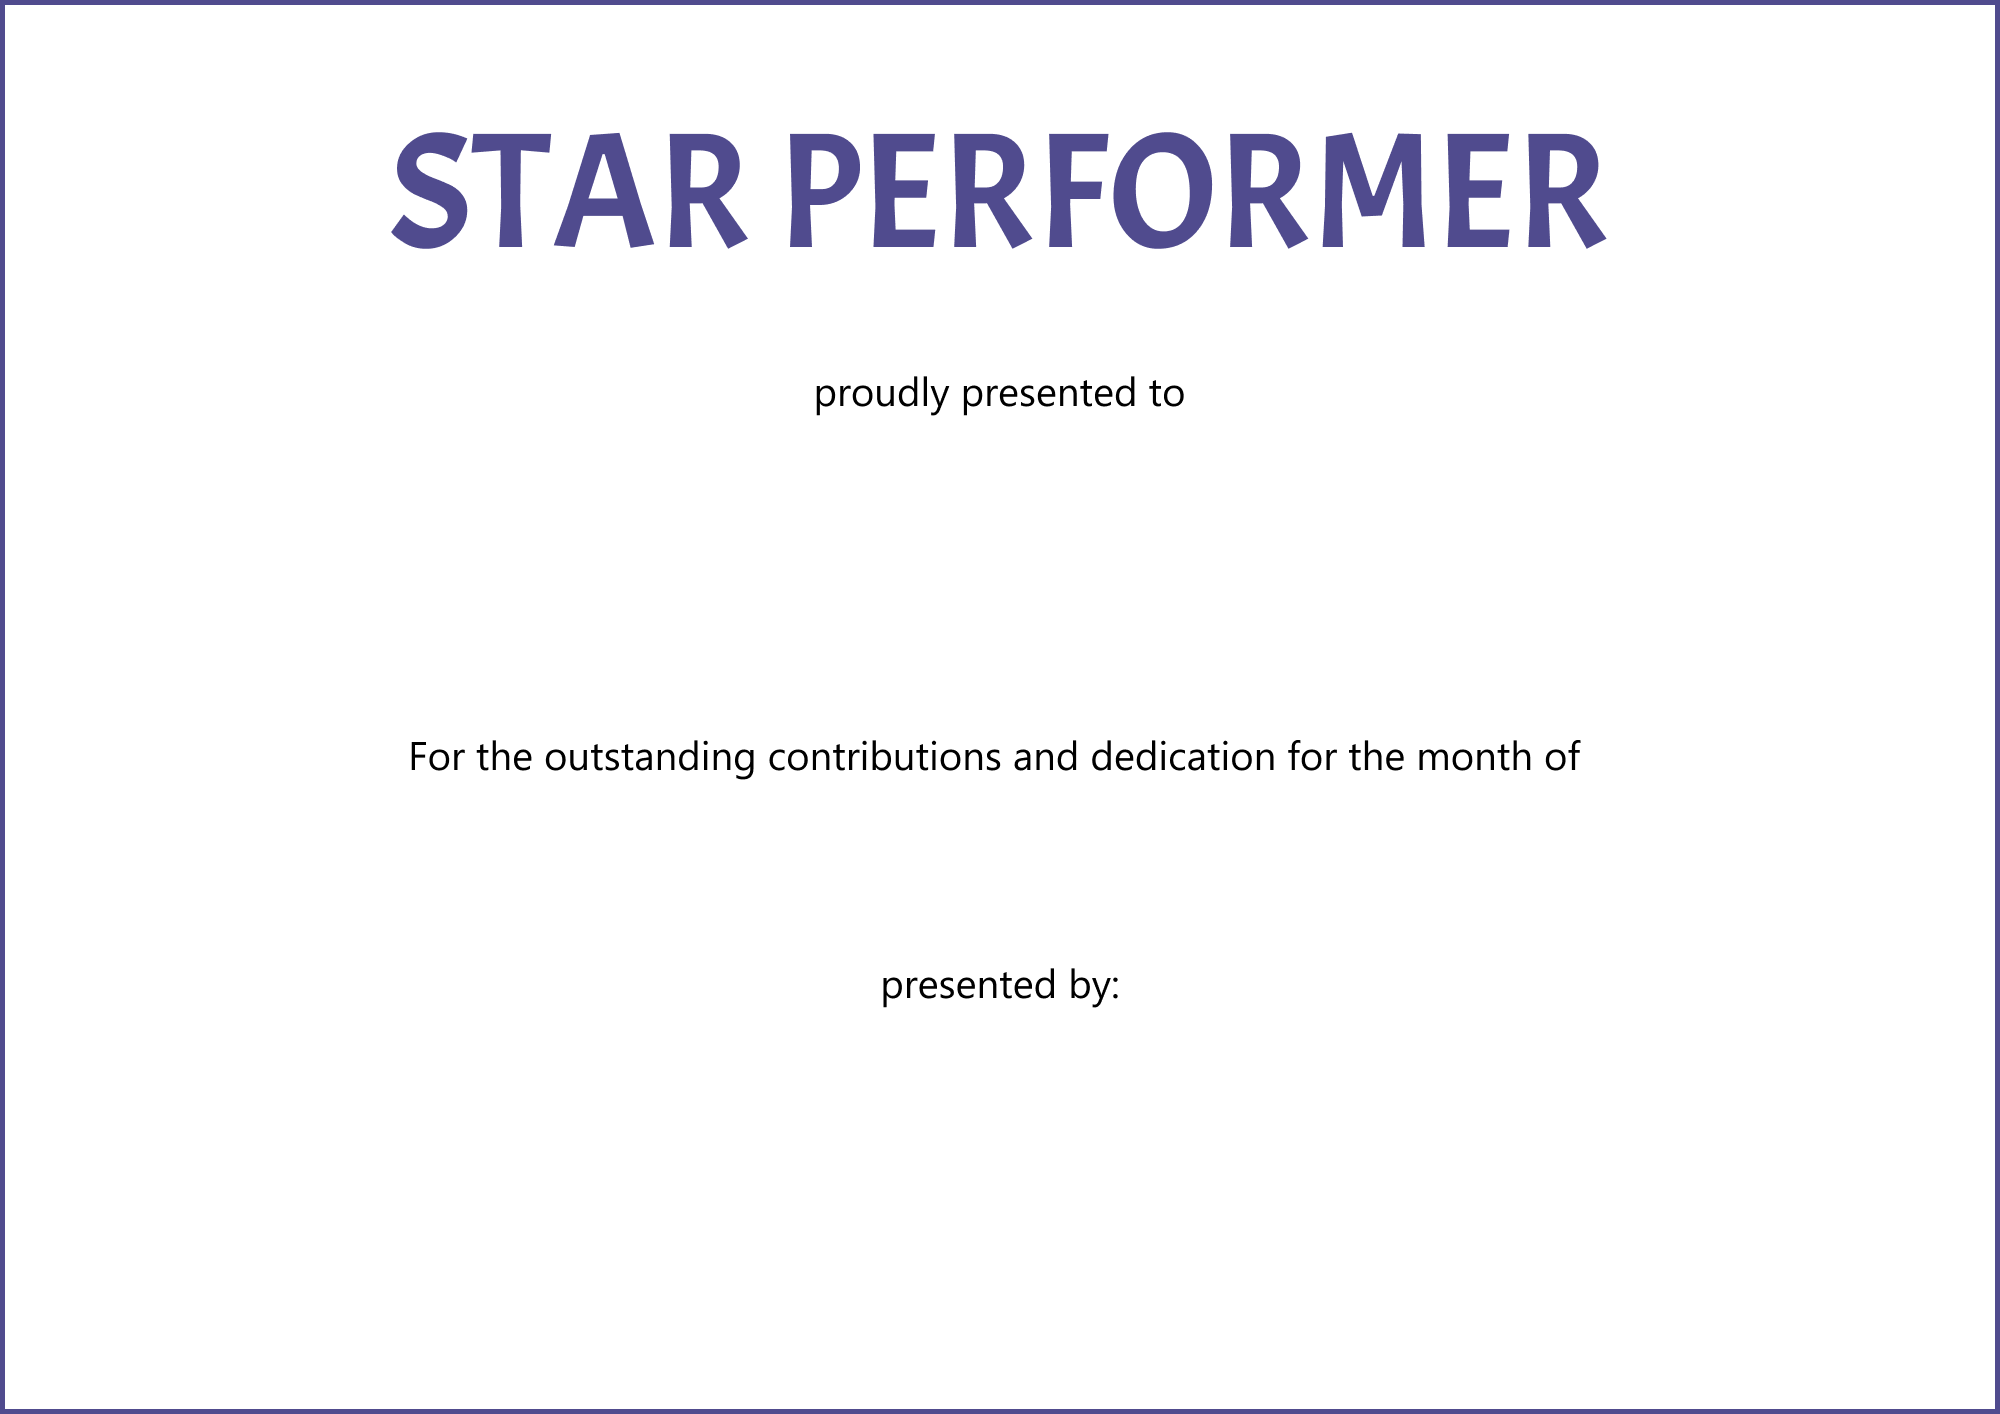 STAR PERFORMER
proudly presented to
For the outstanding contributions and dedication for the month of
presented by: